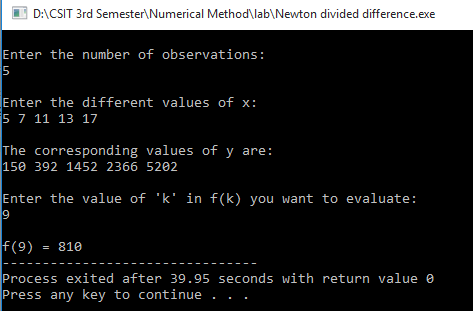 D:\CSIT 3rd Semester\Numerical Method\lab\Newton divided difference.exe
Enter the number of observations:
5
Enter the different values of x:
5 7 11 13 17
The corresponding values of y are:
150 392 1452 2366 5202
Enter the value of 'k' in f(k) you want to evaluate:
9
f(9) = 810
--------------------------------
Process exited after 39.95 seconds with return value 0
Press any key to continue . . .